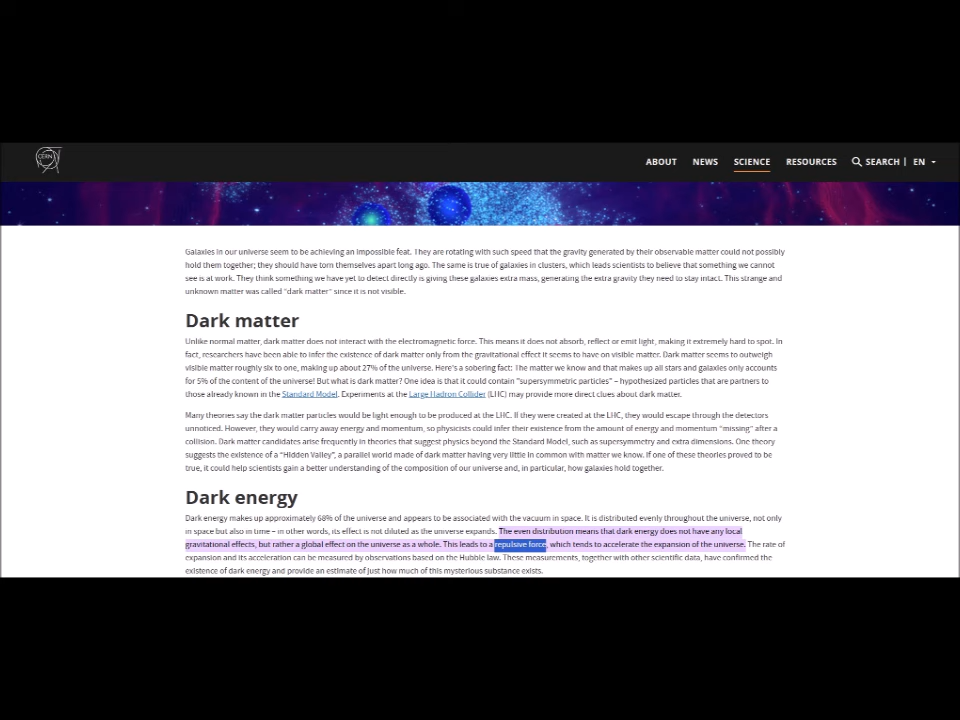 CERN
ABOUT NEWS SCIENCE RESOURCES SEARCH | EN
Galaxies in our universe seem to be achieving an impossible feat. They are rotating with such speed that the gravity generated by their observable matter could not possibly
hold them together; they should have torn themselves apart long ago. The same is true of galaxies in clusters, which leads scientists to believe that something we cannot
see is at work. They think something we have yet to detect directly is giving these galaxies extra mass, generating the extra gravity they need to stay intact. This strange and
unknown matter was called “dark matter” since it is not visible.
Dark matter
Unlike normal matter, dark matter does not interact with the electromagnetic force. This means it does not absorb, reflect or emit light, making it extremely hard to spot. In
fact, researchers have been able to infer the existence of dark matter only from the gravitational effect it seems to have on visible matter. Dark matter seems to outweigh
visible matter roughly six to one, making up about 27% of the universe. Here's a sobering fact: The matter we know and that makes up all stars and galaxies only accounts
for 5% of the content of the universe! But what is dark matter? One idea is that it could contain "supersymmetric particles" – hypothesized particles that are partners to
those already known in the Standard Model. Experiments at the Large Hadron Collider (LHC) may provide more direct clues about dark matter.
Many theories say the dark matter particles would be light enough to be produced at the LHC. If they were created at the LHC, they would escape through the detectors
unnoticed. However, they would carry away energy and momentum, so physicists could infer their existence from the amount of energy and momentum “missing” after a
collision. Dark matter candidates arise frequently in theories that suggest physics beyond the Standard Model, such as supersymmetry and extra dimensions. One theory
suggests the existence of a “Hidden Valley”, a parallel world made of dark matter having very little in common with matter we know. If one of these theories proved to be
true, it could help scientists gain a better understanding of the composition of our universe and, in particular, how galaxies hold together.
Dark energy
Dark energy makes up approximately 68% of the universe and appears to be associated with the vacuum in space. It is distributed evenly throughout the universe, not only
in space but also in time – in other words, its effect is not diluted as the universe expands. The even distribution means that dark energy does not have any local
gravitational effects, but rather a global effect on the universe as a whole. This leads to a repulsive force, which tends to accelerate the expansion of the universe. The rate of
expansion and its acceleration can be measured by observations based on the Hubble law. These measurements, together with other scientific data, have confirmed the
existence of dark energy and provide an estimate of just how much of this mysterious substance exists.